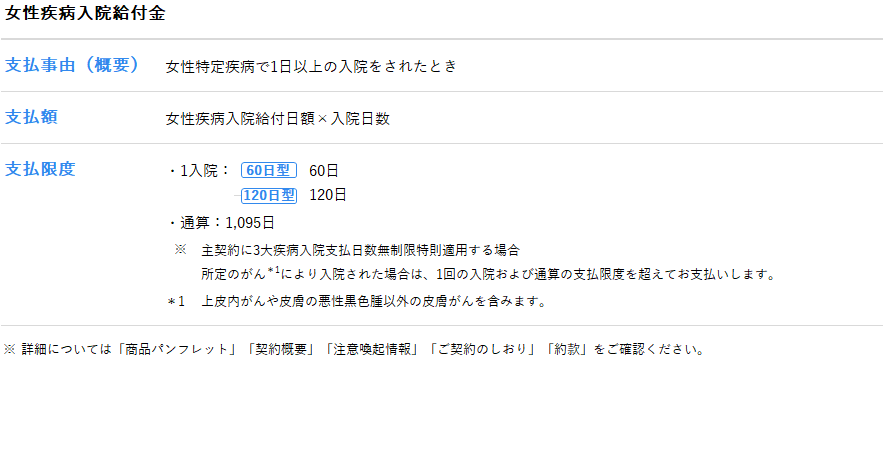 女性疾病入院給付金
支払事由（概要） 女性特定疾病で1日以上の入院をされたとき
支払額 女性疾病入院給付日額×入院日数
支払限度 ・1入院： 60日型 60日
120日型 120日
・通算：1,095日
※ 主契約に3大疾病入院支払日数無制限特則適用する場合
所定のがん＊1により入院された場合は、1回の入院および通算の支払限度を超えてお支払いします。
＊1 上皮内がんや皮膚の悪性黒色腫以外の皮膚がんを含みます。
※ 詳細については「商品パンフレット」「契約概要」「注意喚起情報」「ご契約のしおり」「約款」をご確認ください。